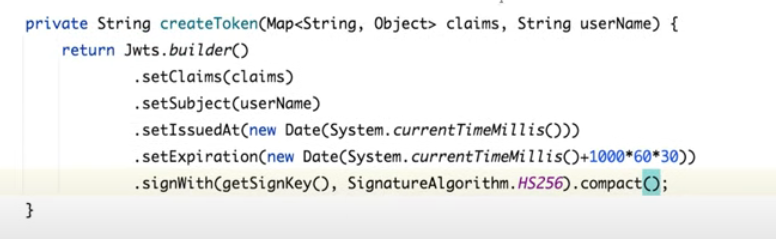 private String createToken(Map<String, Object> claims, String userName) {
return Jwts.builder()
.setClaims(claims)
.setSubject(userName)
.setIssuedAt(new Date(System.currentTimeMillis()))
.setExpiration(new Date(System.currentTimeMillis()+1000*60*30))
.signWith(getSignKey(), SignatureAlgorithm.HS256).compact();
}